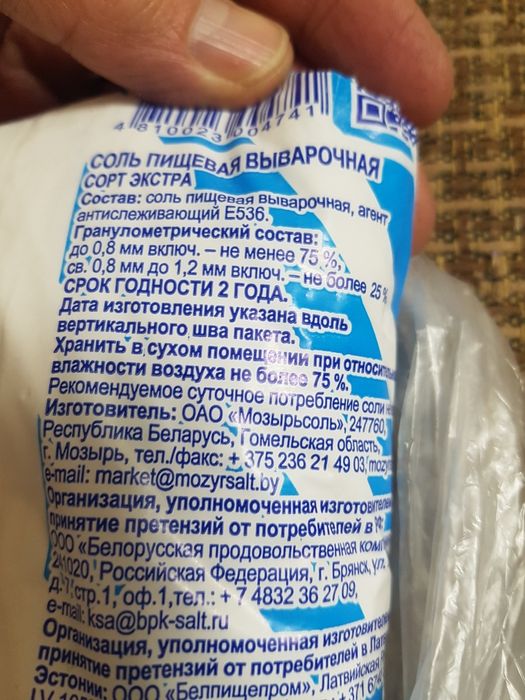 4 810023 004741
СОЛЬ ПИЩЕВАЯ ВЫВАРОЧНАЯ
СОРТ ЭКСТРА
Состав: соль пищевая выварочная, агент
антислеживающий Е536.
Гранулометрический состав:
до 0,8 мм включ. – не менее 75 %,
св. 0,8 мм до 1,2 мм включ. – не более 25 %
СРОК ГОДНОСТИ 2 ГОДА.
Дата изготовления указана вдоль
вертикального шва пакета.
Хранить в сухом помещении при относител
влажности воздуха не более 75 %.
Рекомендуемое суточное потребление соли
Изготовитель: ОАО «Мозырьсоль», 247760,
Республика Беларусь, Гомельская область,
г. Мозырь, тел./факс: + 375 236 21 49 03,
e-mail: market@mozyrsalt.by
Организация, уполномоченная изготовителем
принятие претензий от потребителей в
ООО «Белорусская продовольственная комп
241020, Российская Федерация, г. Брянск, ул.
д. 7, стр.1, оф.1, тел.: + 7 4832 36 27 09,
e-mail: ksa@bpk-salt.ru
Организация, уполномоченная изготовител
принятие претензий от потребителей в Латв
Эстонии: ООО «Белпищепром», Латвийская